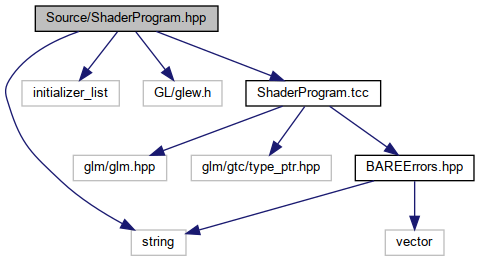 Source/ShaderProgram.hpp
initializer_list
GL/glew.h
ShaderProgram.tcc
glm/glm.hpp
glm/gtc/type_ptr.hpp
BAREErrors.hpp
string
vector